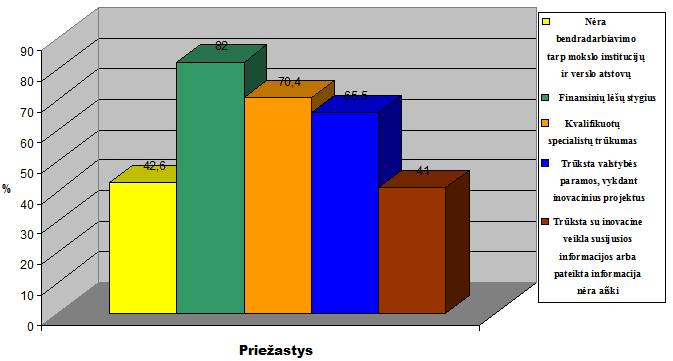 90
80
70
60
50
40
30
20
10
0
%
42,6
82
70,4
65,5
41
Priežastys
Nėra
bendradarbiavimo
tarp mokslo institucijų
ir verslo atstovų
Finansinių lėšų stygius
Kvalifikuotų
specialistų trūkumas
Trūksta valstybės
paramos, vykdant
inovacinius projektus
Trūksta su inovacine
veikla susijusios
informacijos arba
pateikta informacija
nėra aiški